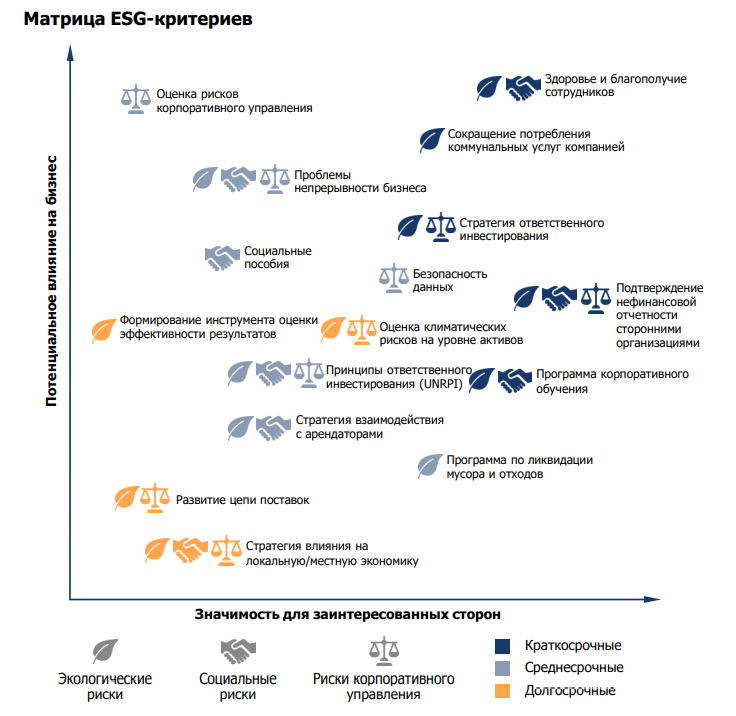 Матрица ESG-критериев
Потенциальное влияние на бизнес
Оценка рисков
корпоративного управления
Здоровье и благополучие
сотрудников
Сокращение потребления
коммунальных услуг компанией
Проблемы
непрерывности бизнеса
Стратегия ответственного
инвестирования
Социальные
пособия
Безопасность
данных
Подтверждение
нефинансовой
отчетности
сторонними
организациями
Формирование инструмента оценки
эффективности результатов
Оценка климатических
рисков на уровне активов
Принципы ответственного
инвестирования (UNRPI)
Программа корпоративного
обучения
Стратегия взаимодействия
с арендаторами
Программа по ликвидации
мусора и отходов
Развитие цепи поставок
Стратегия влияния на
локальную/местную экономику
Значимость для заинтересованных сторон
Экологические
риски
Социальные
риски
Риски корпоративного
управления
Краткосрочные
Среднесрочные
Долгосрочные